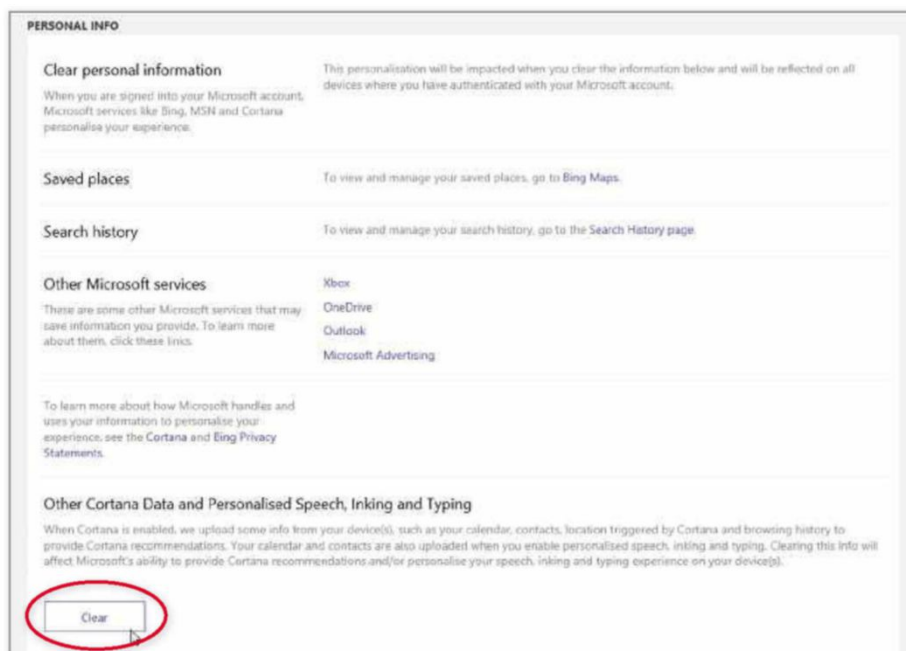 PERSONAL INFO
Clear personal information
When you are signed into your Microsoft account,
Microsoft services like Bing, MSN and Cortana
personalise your experience.
This personalisation will be impacted when you clear the information below and will be reflected on all
devices where you have authenticated with your Microsoft account.
Saved places
To view and manage your saved places, go to Bing Maps.
Search history
To view and manage your search history, go to the Search History page
Other Microsoft services
These are some other Microsoft services that may
save information you provide. To learn more
about them, click these links.
Xbox
OneDrive
Outlook
Microsoft Advertising
To learn more about how Microsoft handles and
uses your information to personalise your
experience, see the Cortana and Bing Privacy
Statements.
Other Cortana Data and Personalised Speech, Inking and Typing
When Cortana is enabled, we upload some info from your device(s), such as your calendar, contacts, location triggered by Cortana and browsing history to
provide Cortana recommendations. Your calendar and contacts are also uploaded when you enable personalised speech, inking and typing. Clearing this info will
affect Microsoft's ability to provide Cortana recommendations and/or personalise your speech, inking and typing experience on your device(s).
Clear